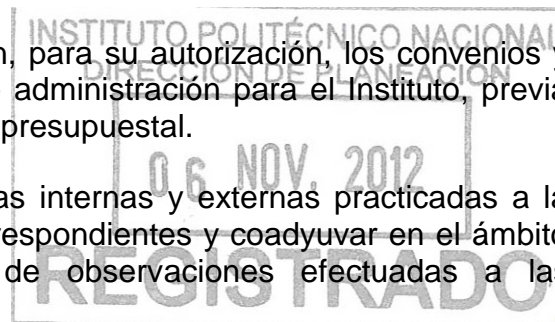 INSTITUTO POLITÉCNICO NACIONAL
n, para su autorización, los convenios y
DIRECCIÓN DE PLANEACIÓN
administración para el Instituto, previa
presupuestal.
06 NOV. 2012
as internas y externas practicadas a la
respondientes y coadyuvar en el ámbito
de observaciones efectuadas a las
REGISTRADO